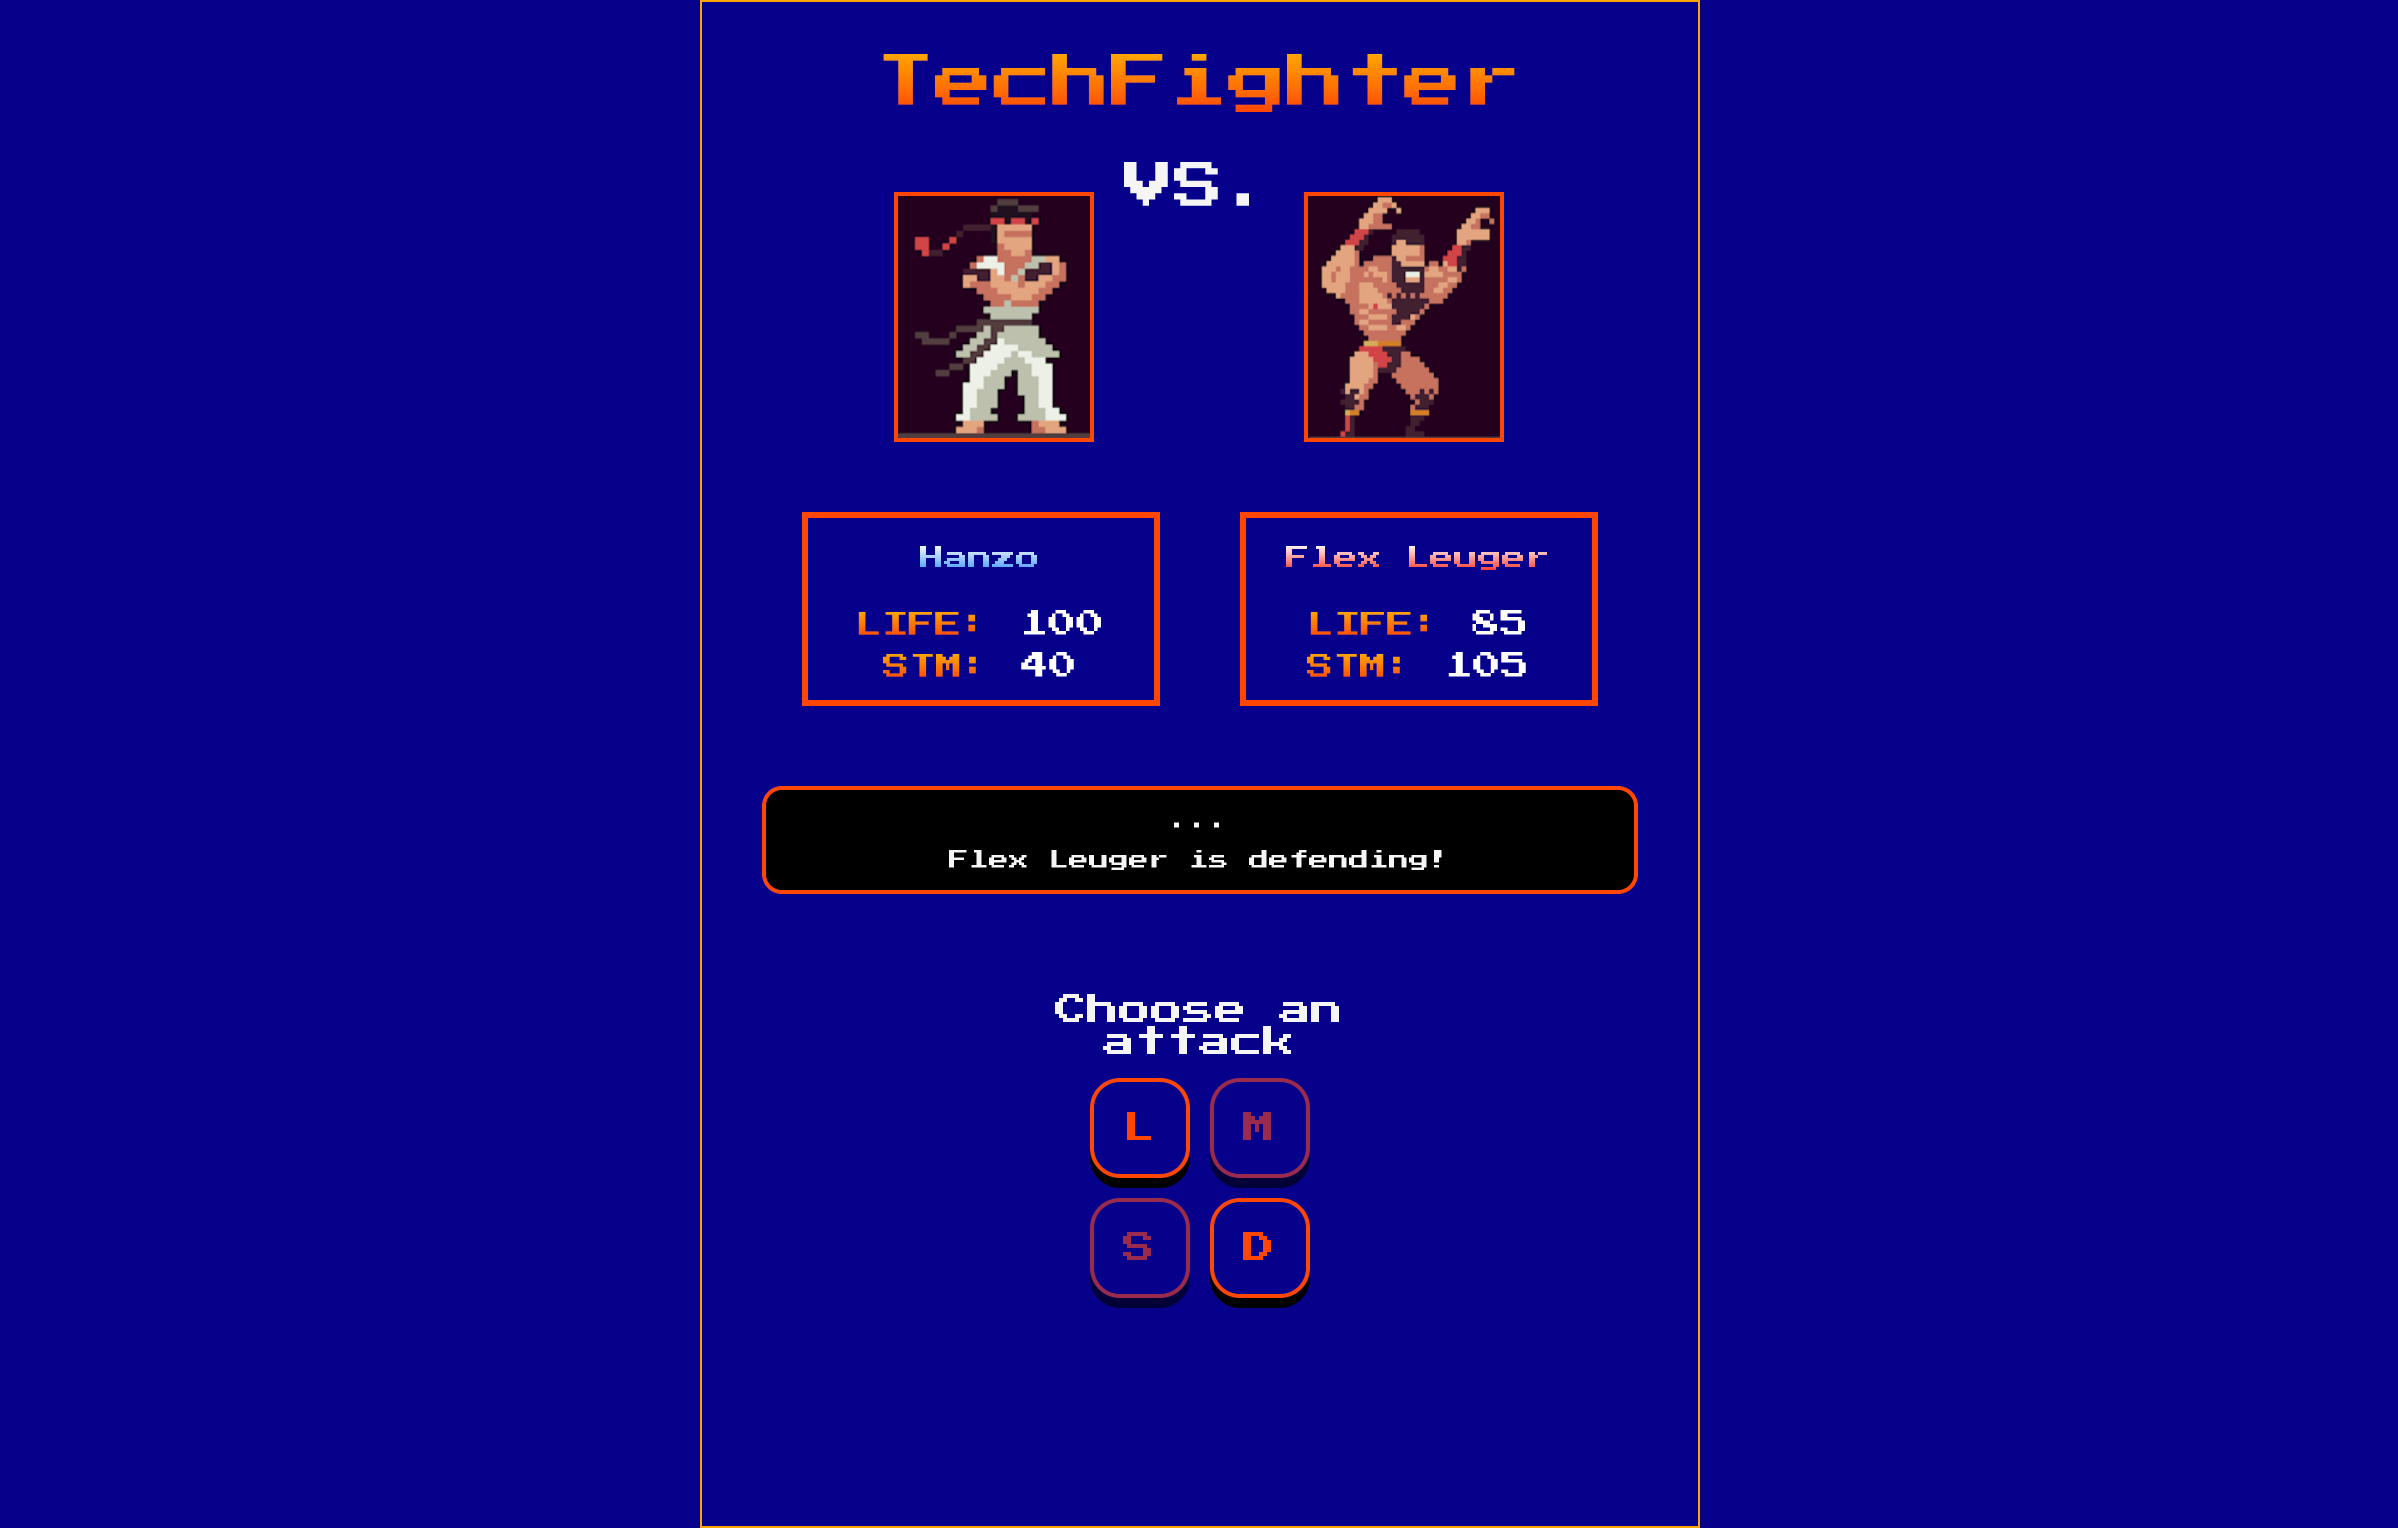 TechFighter
vs.
Hanzo
LIFE: 100
STM: 40
Flex Leuger
LIFE: 85
STM: 105
...
Flex Leuger is defending!
Choose an
attack
L M
S D